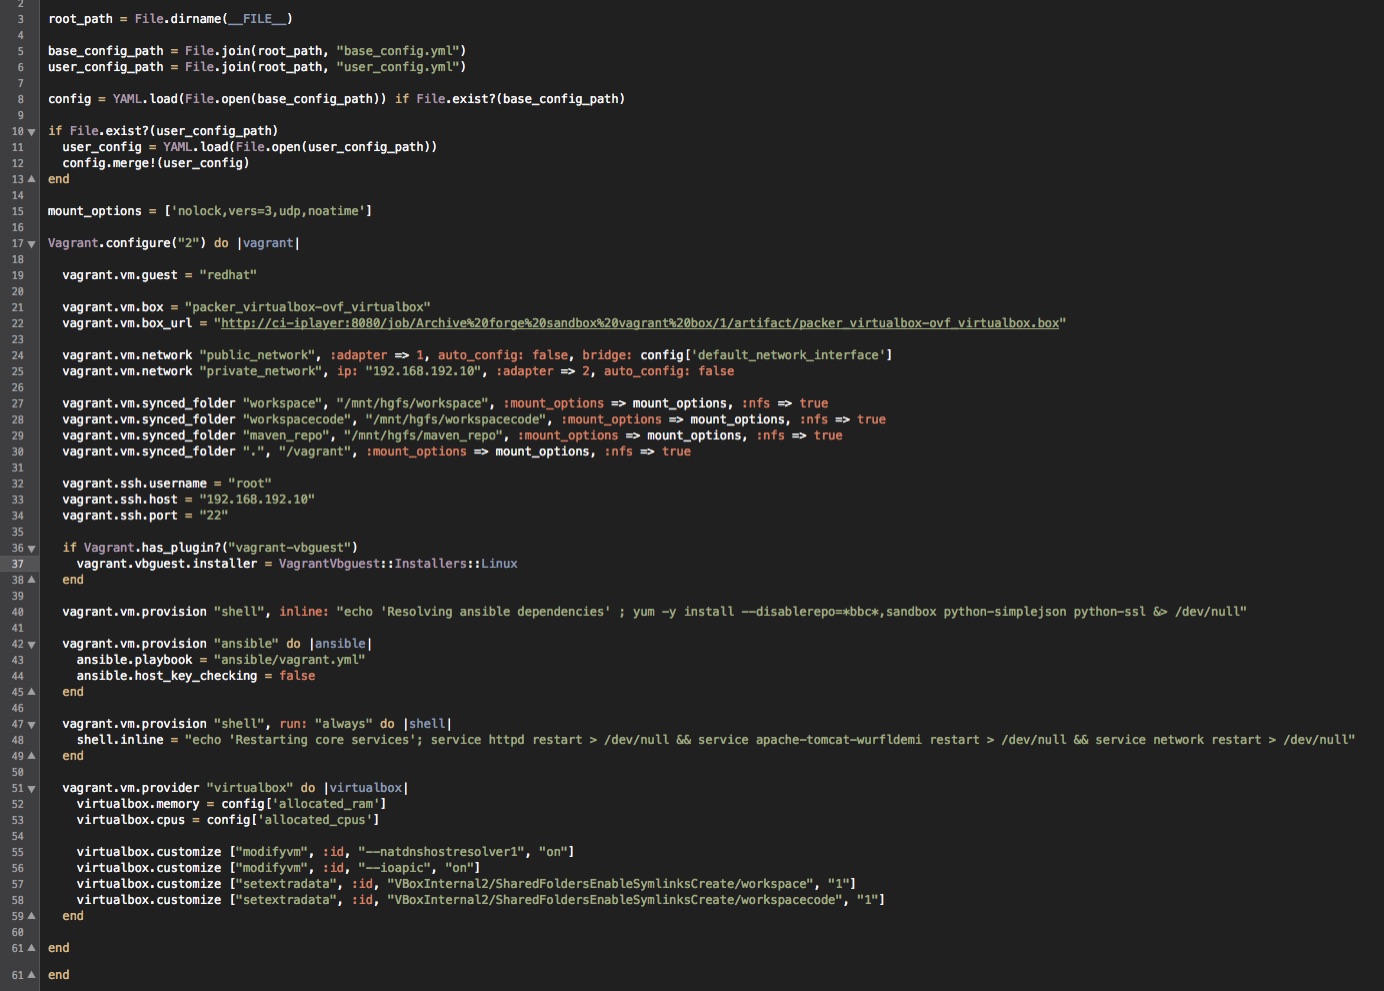 2
3 root_path = File.dirname(__FILE__)
4
5 base_config_path = File.join(root_path, "base_config.yml")
6 user_config_path = File.join(root_path, "user_config.yml")
7
8 config = YAML.load(File.open(base_config_path)) if File.exist?(base_config_path)
9
10 if File.exist?(user_config_path)
11   user_config = YAML.load(File.open(user_config_path))
12   config.merge!(user_config)
13 end
14
15 mount_options = ['nolock,vers=3,udp,noatime']
16
17 Vagrant.configure("2") do |vagrant|
18
19   vagrant.vm.guest = "redhat"
20
21   vagrant.vm.box = "packer_virtualbox-ovf_virtualbox"
22   vagrant.vm.box_url = "http://ci-iplayer:8080/job/Archive%20forge%20sandbox%20vagrant%20box/1/artifact/packer_virtualbox-ovf_virtualbox.box"
23
24   vagrant.vm.network "public_network", :adapter => 1, auto_config: false, bridge: config['default_network_interface']
25   vagrant.vm.network "private_network", ip: "192.168.192.10", :adapter => 2, auto_config: false
26
27   vagrant.vm.synced_folder "workspace", "/mnt/hgfs/workspace", :mount_options => mount_options, :nfs => true
28   vagrant.vm.synced_folder "workspacecode", "/mnt/hgfs/workspacecode", :mount_options => mount_options, :nfs => true
29   vagrant.vm.synced_folder "maven_repo", "/mnt/hgfs/maven_repo", :mount_options => mount_options, :nfs => true
30   vagrant.vm.synced_folder ".", "/vagrant", :mount_options => mount_options, :nfs => true
31
32   vagrant.ssh.username = "root"
33   vagrant.ssh.host = "192.168.192.10"
34   vagrant.ssh.port = "22"
35
36   if Vagrant.has_plugin?("vagrant-vbguest")
37     vagrant.vbguest.installer = VagrantVbguest::Installers::Linux
38   end
39
40   vagrant.vm.provision "shell", inline: "echo 'Resolving ansible dependencies' ; yum -y install --disablerepo=*bbc*,sandbox python-simplejson python-ssl &> /dev/null"
41
42   vagrant.vm.provision "ansible" do |ansible|
43     ansible.playbook = "ansible/vagrant.yml"
44     ansible.host_key_checking = false
45   end
46
47   vagrant.vm.provision "shell", run: "always" do |shell|
48     shell.inline = "echo 'Restarting core services'; service httpd restart > /dev/null && service apache-tomcat-wurfldemi restart > /dev/null && service network restart > /dev/null"
49   end
50
51   vagrant.vm.provider "virtualbox" do |virtualbox|
52     virtualbox.memory = config['allocated_ram']
53     virtualbox.cpus = config['allocated_cpus']
54
55     virtualbox.customize ["modifyvm", :id, "--natdnshostresolver1", "on"]
56     virtualbox.customize ["modifyvm", :id, "--ioapic", "on"]
57     virtualbox.customize ["setextradata", :id, "VBoxInternal2/SharedFoldersEnableSymlinksCreate/workspace", "1"]
58     virtualbox.customize ["setextradata", :id, "VBoxInternal2/SharedFoldersEnableSymlinksCreate/workspacecode", "1"]
59   end
60
61 end
61 end